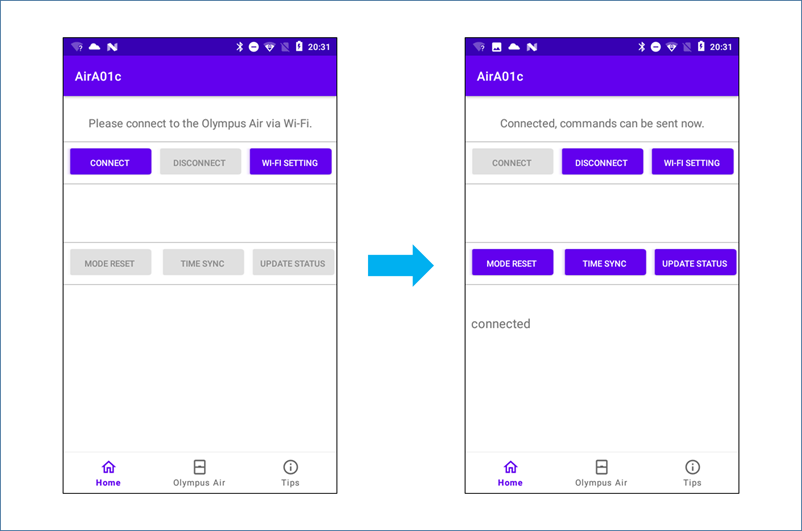 20:31
AirA01c
Please connect to the Olympus Air via Wi-Fi.
CONNECT DISCONNECT WI-FI SETTING
MODE RESET TIME SYNC UPDATE STATUS
Home Olympus Air Tips
20:31
AirA01c
Connected, commands can be sent now.
CONNECT DISCONNECT WI-FI SETTING
MODE RESET TIME SYNC UPDATE STATUS
connected
Home Olympus Air Tips